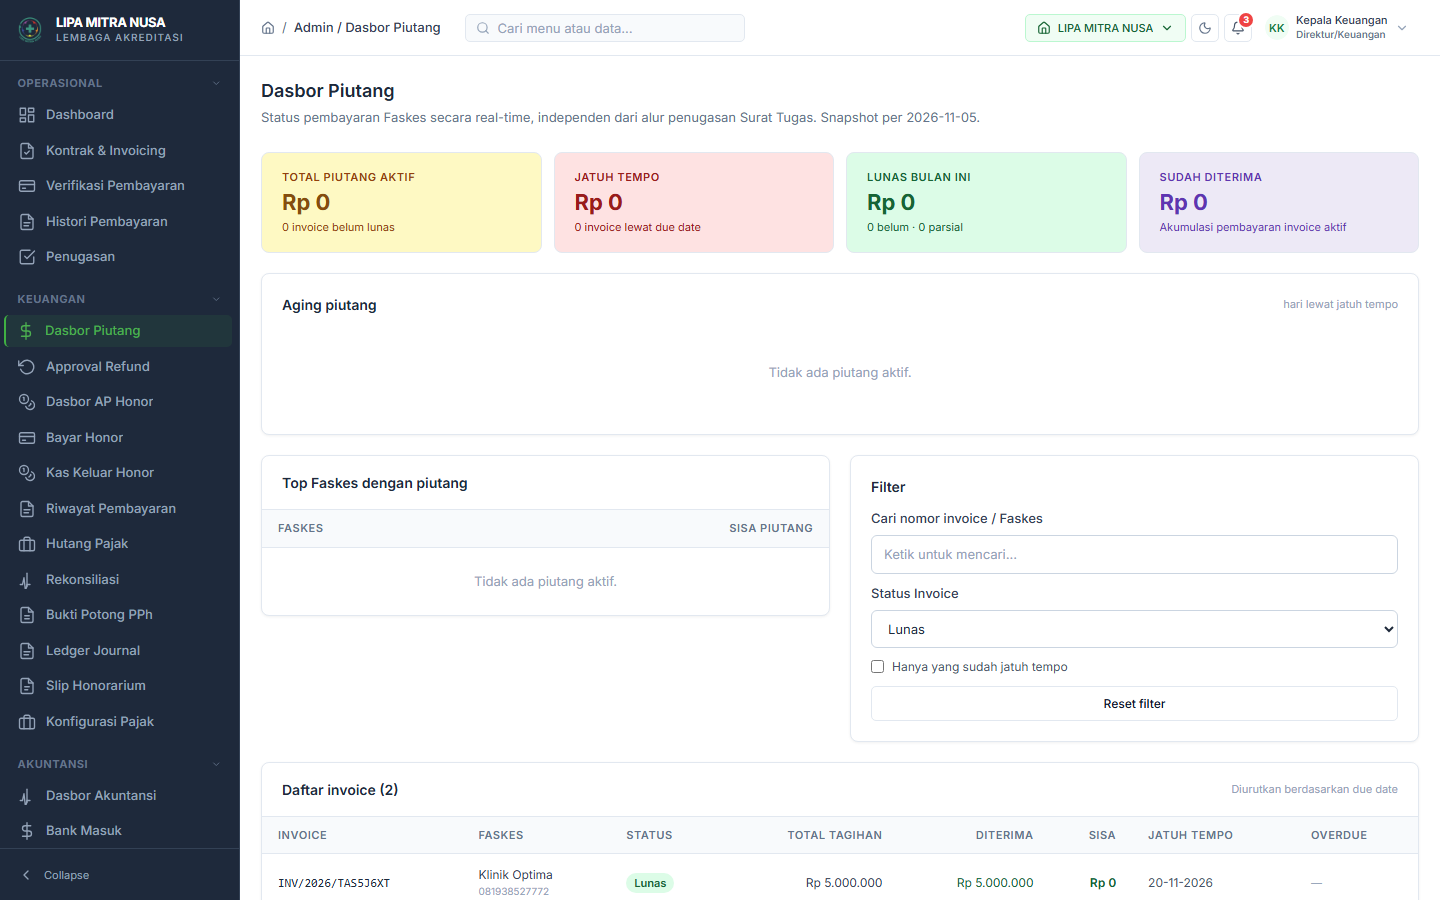 LIPA MITRA NUSA
LEMBAGA AKREDITASI
/ Admin / Dasbor Piutang
Cari menu atau data...
LIPA MITRA NUSA
3
KK
Kepala Keuangan
Direktur/Keuangan
OPERASIONAL
Dashboard
Kontrak & Invoicing
Verifikasi Pembayaran
Histori Pembayaran
Penugasan
KEUANGAN
Dasbor Piutang
Approval Refund
Dasbor AP Honor
Bayar Honor
Kas Keluar Honor
Riwayat Pembayaran
Hutang Pajak
Rekonsiliasi
Bukti Potong PPh
Ledger Journal
Slip Honorarium
Konfigurasi Pajak
AKUNTANSI
Dasbor Akuntansi
Bank Masuk
Collapse
Dasbor Piutang
Status pembayaran Faskes secara real-time, independen dari alur penugasan Surat Tugas. Snapshot per 2026-11-05.
TOTAL PIUTANG AKTIF
Rp 0
0 invoice belum lunas
JATUH TEMPO
Rp 0
0 invoice lewat due date
LUNAS BULAN INI
Rp 0
0 belum · 0 parsial
SUDAH DITERIMA
Rp 0
Akumulasi pembayaran invoice aktif
Aging piutang
hari lewat jatuh tempo
Tidak ada piutang aktif.
Top Faskes dengan piutang
FASKES SISA PIUTANG
Tidak ada piutang aktif.
Filter
Cari nomor invoice / Faskes
Ketik untuk mencari...
Status Invoice
Lunas
Hanya yang sudah jatuh tempo
Reset filter
Daftar invoice (2)
Diurutkan berdasarkan due date
INVOICE FASKES STATUS TOTAL TAGIHAN DITERIMA SISA JATUH TEMPO OVERDUE
INV/2026/TAS5J6XT Klinik Optima Lunas Rp 5.000.000 Rp 5.000.000 Rp 0 20-11-2026 —
081938527772